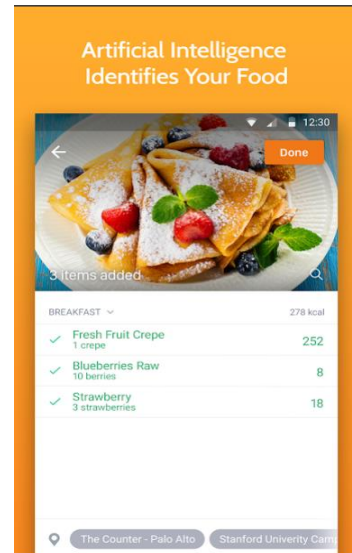 Artificial Intelligence
Identifies Your Food
12:30
Done
3 items added
BREAKFAST 278 kcal
Fresh Fruit Crepe
1 crepe
252
Blueberries Raw
10 berries
8
Strawberry
3 strawberries
18
The Counter - Palo Alto Stanford Univerity Cam